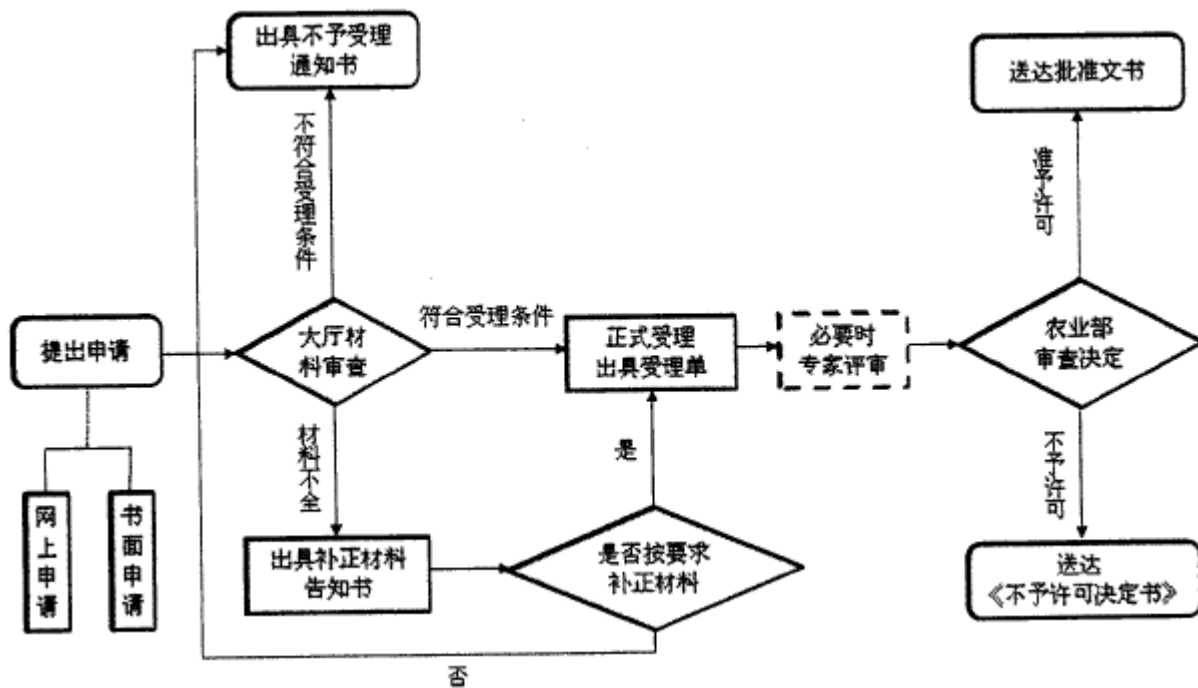 出具不予受理
通知书
送达批准文书
不符合受理条件
准予许可
提出申请
大厅材
料审查
符合受理条件
正式受理
出具受理单
必要时
专家评审
农业部
审查决定
材料不全
是
不予许可
网上申请
书面申请
出具补正材料
告知书
是否按要求
补正材料
送达
《不予许可决定书》
否